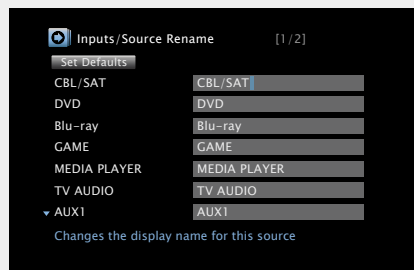 Inputs/Source Rename [1/2]
Set Defaults
CBL/SAT CBL/SAT
DVD DVD
Blu-ray Blu-ray
GAME GAME
MEDIA PLAYER MEDIA PLAYER
TV AUDIO TV AUDIO
AUX1 AUX1
Changes the display name for this source